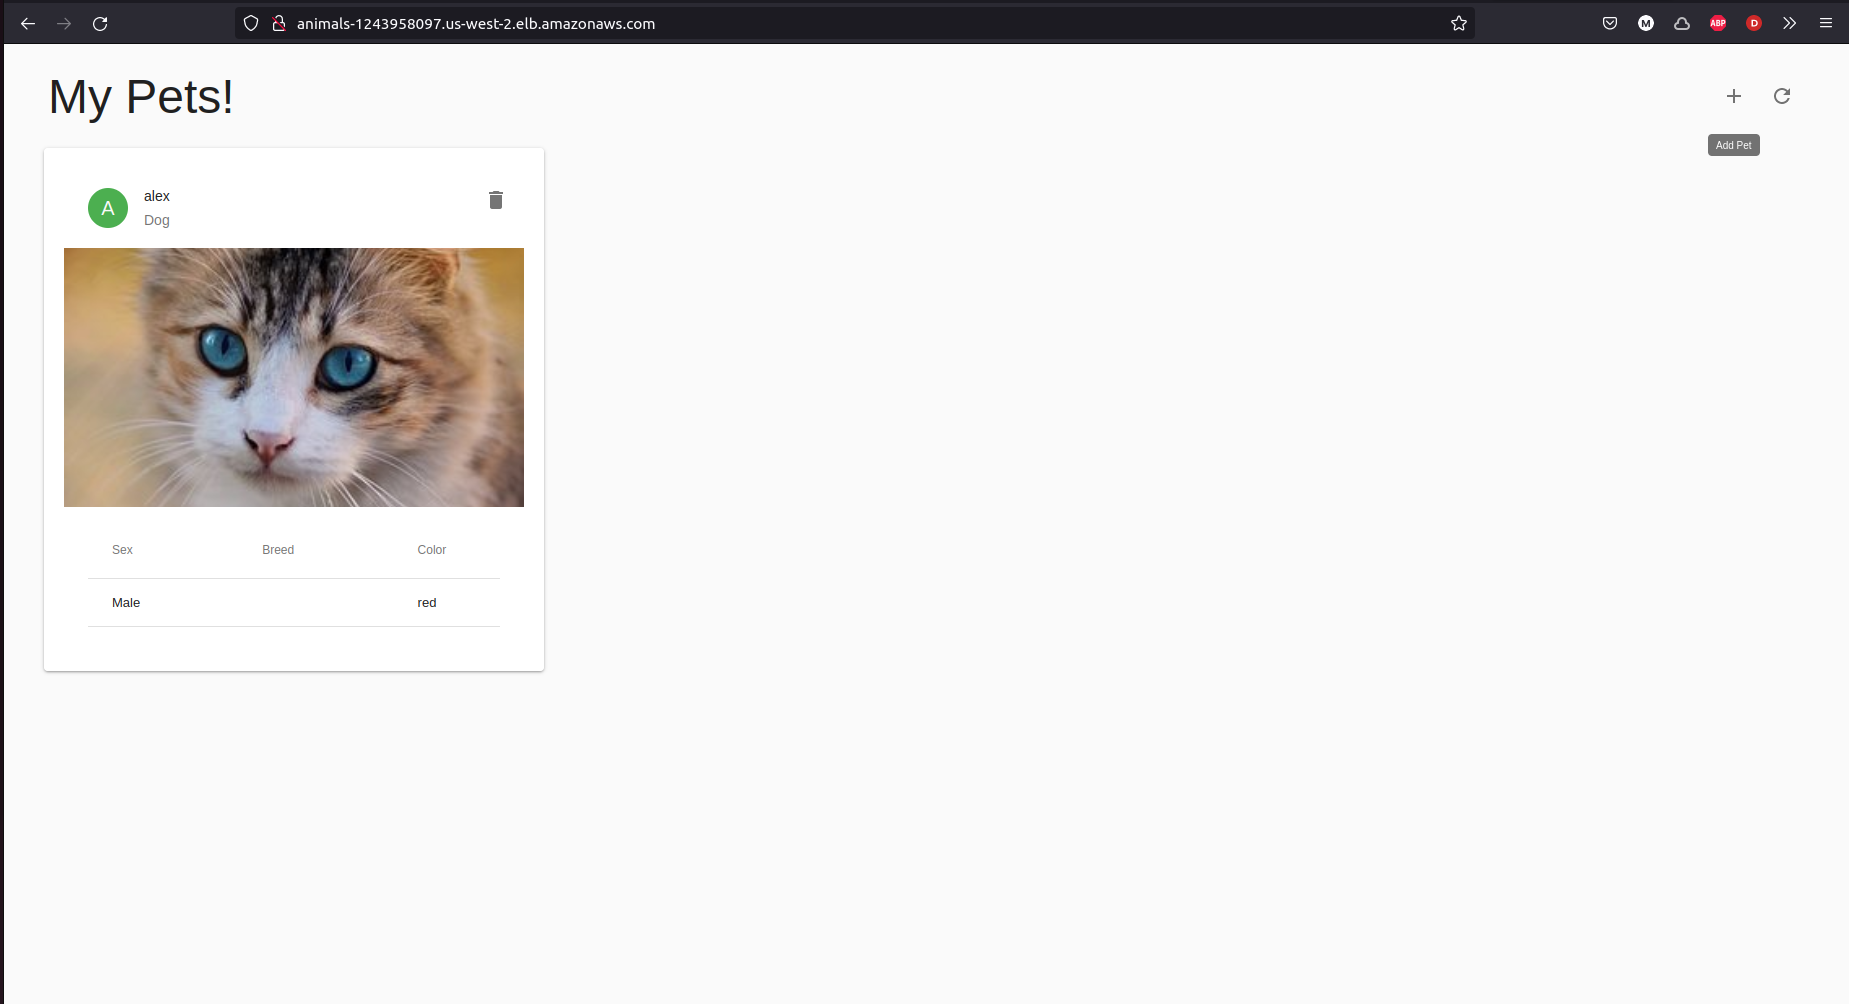 animals-1243958097.us-west-2.elb.amazonaws.com
M
ABP
D
My Pets!
Add Pet
A
alex
Dog
Sex Breed Color
Male red